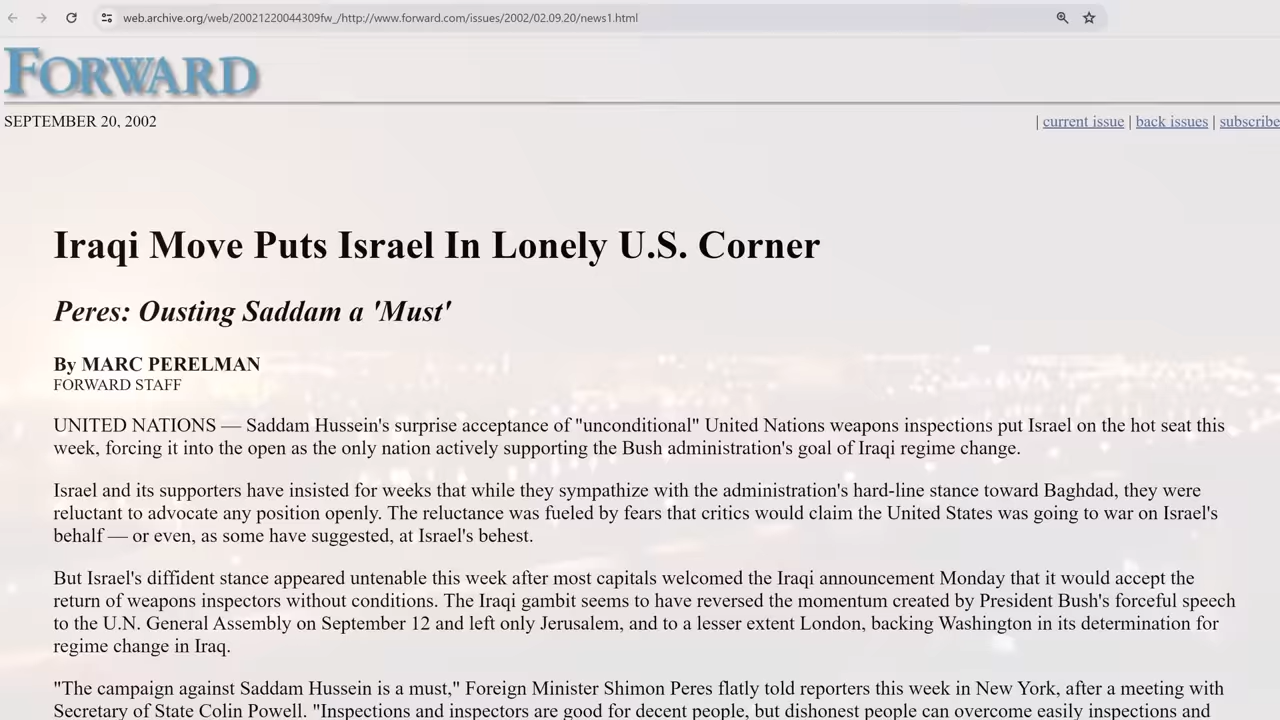 web.archive.org/web/20021220044309fw_/http://www.forward.com/issues/2002/02.09.20/news1.html
FORWARD
SEPTEMBER 20, 2002
| current issue | back issues | subscribe
Iraqi Move Puts Israel In Lonely U.S. Corner
Peres: Ousting Saddam a 'Must'
By MARC PERELMAN
FORWARD STAFF
UNITED NATIONS — Saddam Hussein's surprise acceptance of "unconditional" United Nations weapons inspections put Israel on the hot seat this
week, forcing it into the open as the only nation actively supporting the Bush administration's goal of Iraqi regime change.
Israel and its supporters have insisted for weeks that while they sympathize with the administration's hard-line stance toward Baghdad, they were
reluctant to advocate any position openly. The reluctance was fueled by fears that critics would claim the United States was going to war on Israel's
behalf — or even, as some have suggested, at Israel's behest.
But Israel's diffident stance appeared untenable this week after most capitals welcomed the Iraqi announcement Monday that it would accept the
return of weapons inspectors without conditions. The Iraqi gambit seems to have reversed the momentum created by President Bush's forceful speech
to the U.N. General Assembly on September 12 and left only Jerusalem, and to a lesser extent London, backing Washington in its determination for
regime change in Iraq.
"The campaign against Saddam Hussein is a must," Foreign Minister Shimon Peres flatly told reporters this week in New York, after a meeting with
Secretary of State Colin Powell. "Inspections and inspectors are good for decent people, but dishonest people can overcome easily inspections and